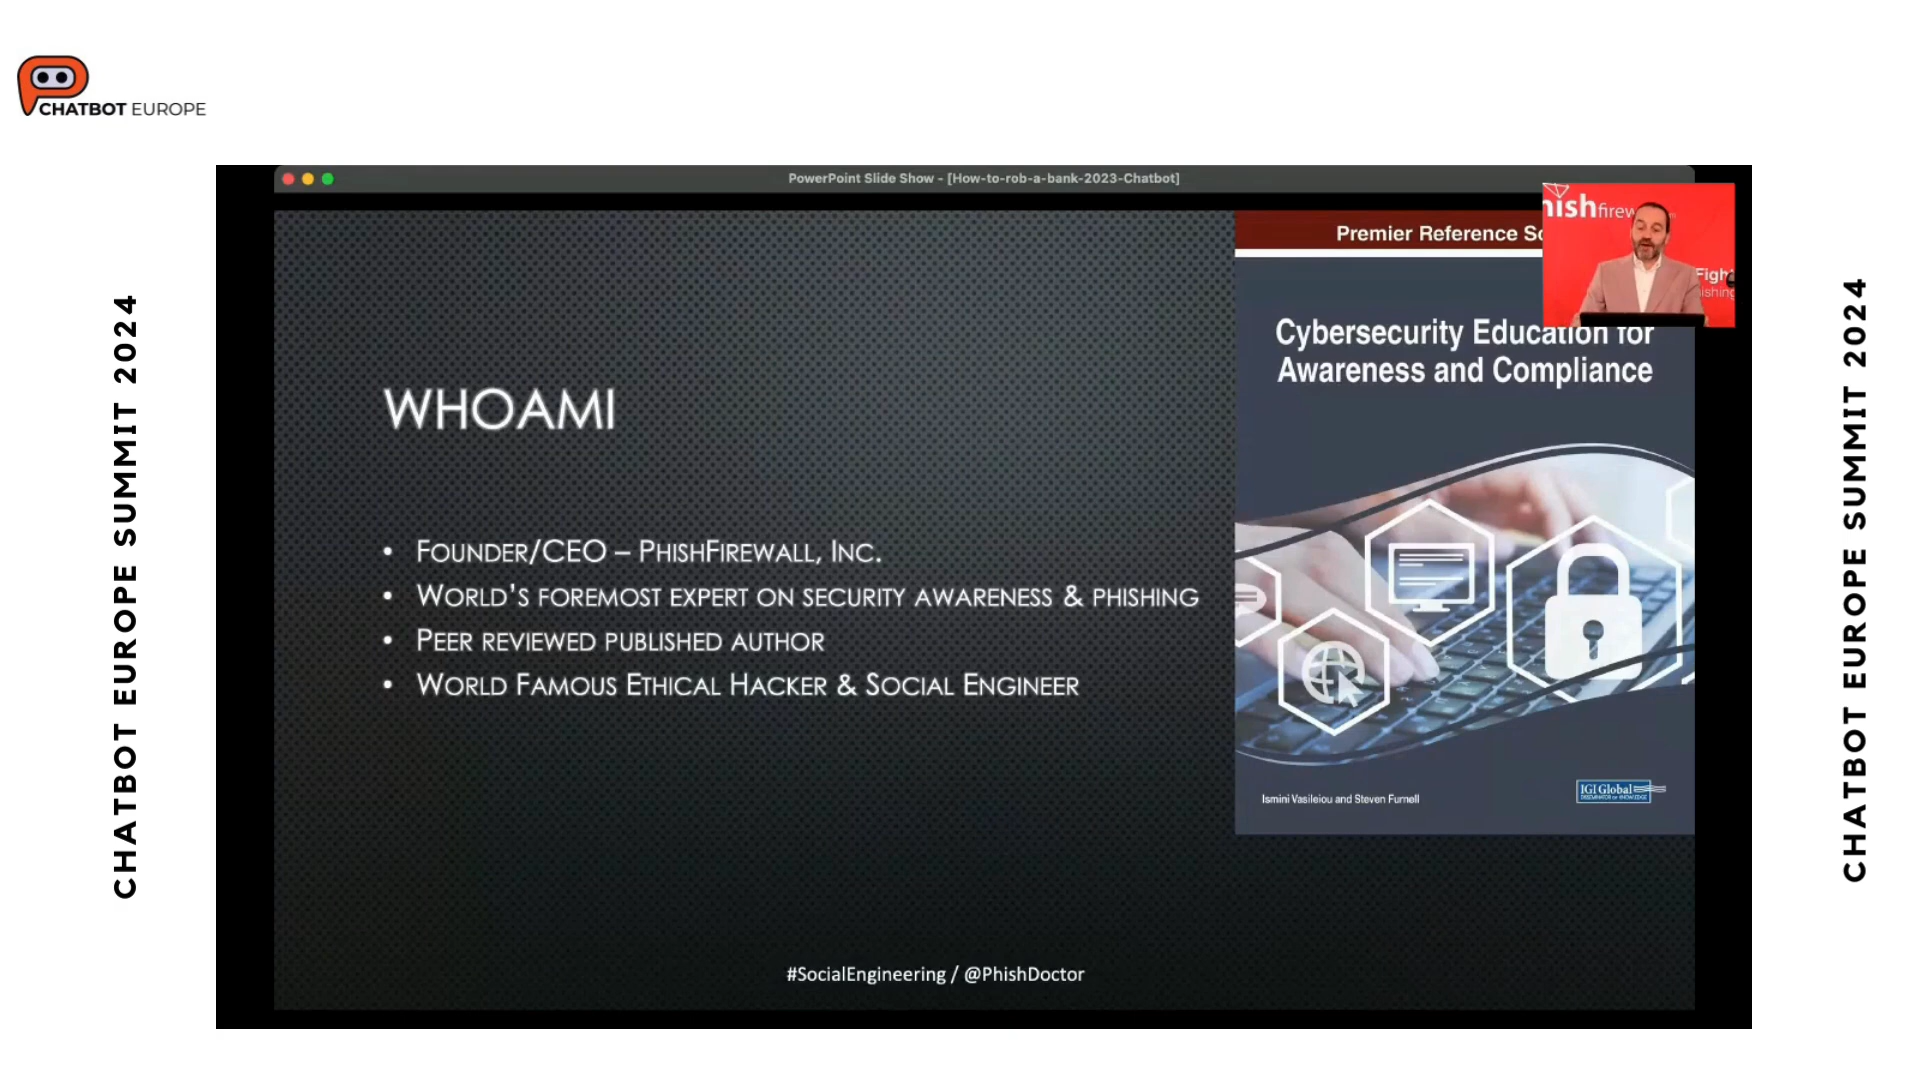 CHATBOT EUROPE
PowerPoint Slide Show - [How-to-rob-a-bank-2023-Chatbot]
CHATBOT EUROPE SUMMIT 2024
WHOAMI
• FOUNDER/CEO – PHISHFIREWALL, INC.
• WORLD'S FOREMOST EXPERT ON SECURITY AWARENESS & PHISHING
• PEER REVIEWED PUBLISHED AUTHOR
• WORLD FAMOUS ETHICAL HACKER & SOCIAL ENGINEER
#SocialEngineering / @PhishDoctor
Premier Reference
Cybersecurity Education for
Awareness and Compliance
Ismini Vasileiou and Steven Furnell
IGI Global
CHATBOT EUROPE SUMMIT 2024